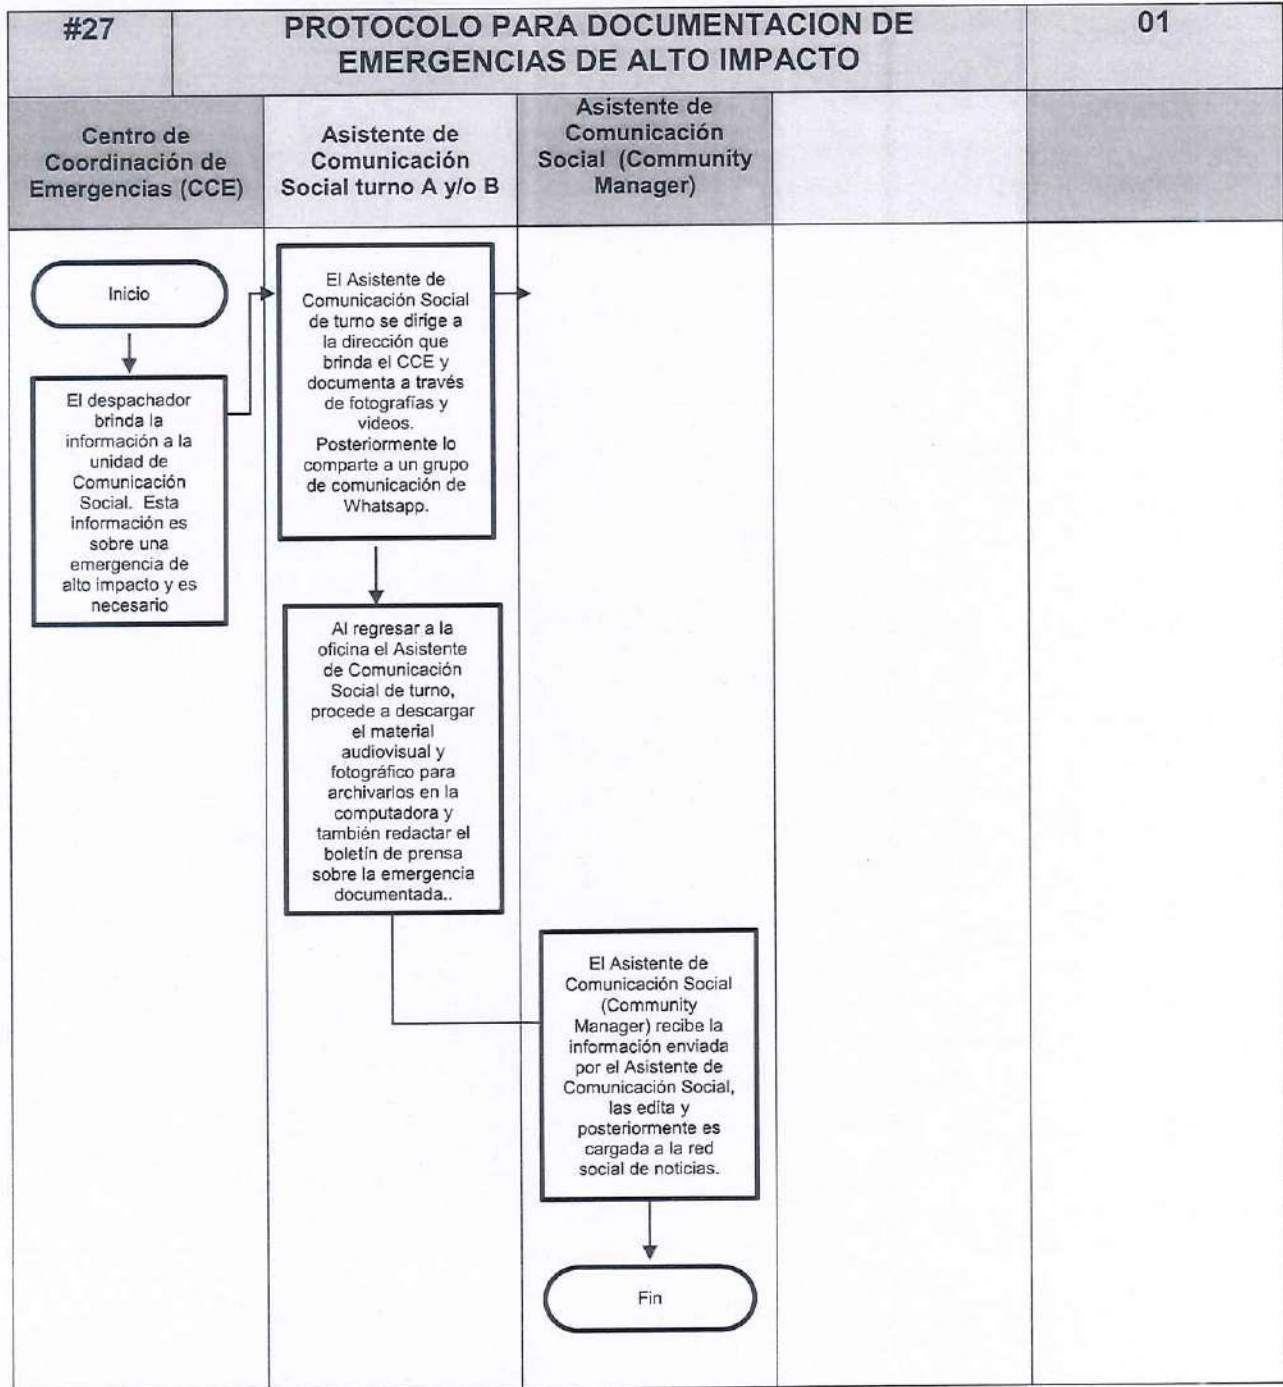 #27
PROTOCOLO PARA DOCUMENTACION DE
EMERGENCIAS DE ALTO IMPACTO
01
Centro de
Coordinación de
Emergencias (CCE)
Asistente de
Comunicación
Social turno A y/o B
Asistente de
Comunicación
Social (Community
Manager)
Inicio
El despachador
brinda la
información a la
unidad de
Comunicación
Social. Esta
información es
sobre una
emergencia de
alto impacto y es
necesario
El Asistente de
Comunicación Social
de turno se dirige a
la dirección que
brinda el CCE y
documenta a través
de fotografías y
videos.
Posteriormente lo
comparte a un grupo
de comunicación de
Whatsapp.
Al regresar a la
oficina el Asistente
de Comunicación
Social de turno,
procede a descargar
el material
audiovisual y
fotográfico para
archivarlos en la
computadora y
también redactar el
boletín de prensa
sobre la emergencia
documentada..
El Asistente de
Comunicación Social
(Community
Manager) recibe la
información enviada
por el Asistente de
Comunicación Social,
las edita y
posteriormente es
cargada a la red
social de noticias.
Fin